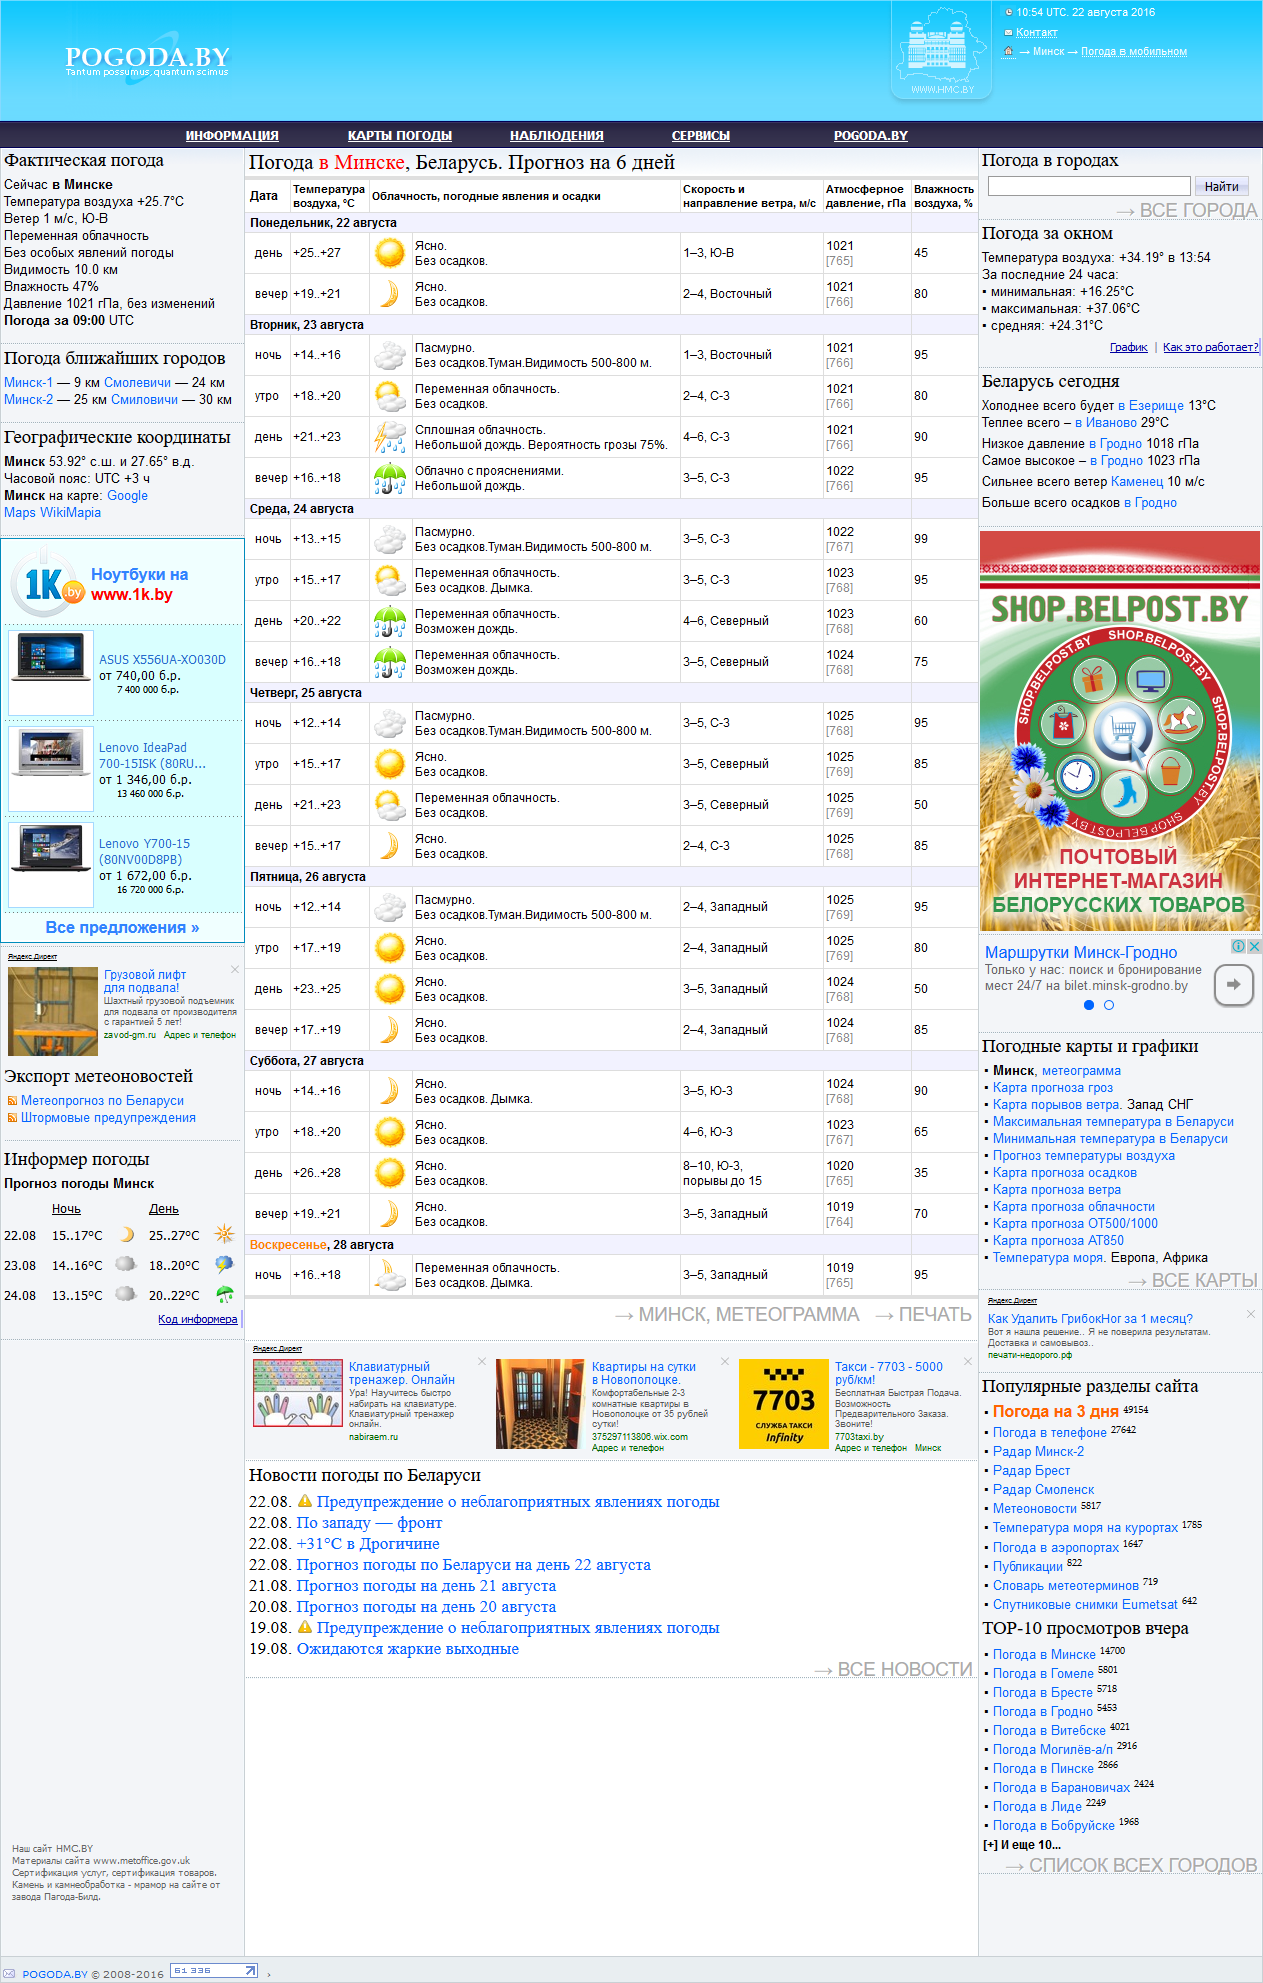 POGODA.BY
Tantum possumus, quantum scimus
WWW.HMC.BY
10:54 UTC. 22 августа 2016
Контакт
→ Минск → Погода в мобильном
ИНФОРМАЦИЯ КАРТЫ ПОГОДЫ НАБЛЮДЕНИЯ СЕРВИСЫ POGODA.BY
Фактическая погода
Сейчас в Минске
Температура воздуха +25.7°C
Ветер 1 м/с, Ю-В
Переменная облачность
Без особых явлений погоды
Видимость 10.0 км
Влажность 47%
Давление 1021 гПа, без изменений
Погода за 09:00 UTC
Погода ближайших городов
Минск-1 — 9 км Смолевичи — 24 км
Минск-2 — 25 км Смиловичи — 30 км
Географические координаты
Минск 53.92° с.ш. и 27.65° в.д.
Часовой пояс: UTC +3 ч
Минск на карте: Google
Maps WikiMapia
1K.by
Ноутбуки на
www.1k.by
ASUS X556UA-XO030D
от 740,00 б.р.
7 400 000 б.р.
Lenovo IdeaPad
700-15ISK (80RU...
от 1 346,00 б.р.
13 460 000 б.р.
Lenovo Y700-15
(80NV00D8PB)
от 1 672,00 б.р.
16 720 000 б.р.
Все предложения »
Яндекс.Директ
Грузовой лифт
для подвала!
Шахтный грузовой подъемник
для подвала от производителя
с гарантией 5 лет!
zavod-gm.ru Адрес и телефон
Экспорт метеоновостей
Метеопрогноз по Беларуси
Штормовые предупреждения
Информер погоды
Прогноз погоды Минск
Ночь День
22.08 15..17°C 25..27°C
23.08 14..16°C 18..20°C
24.08 13..15°C 20..22°C
Код информера
Наш сайт HMC.BY
Материалы сайта www.metoffice.gov.uk
Сертификация услуг, сертификация товаров.
Камень и камнеобработка - мрамор на сайте от
завода Пагода-Билд.
Погода в Минске, Беларусь. Прогноз на 6 дней
Дата Температура воздуха, °C Облачность, погодные явления и осадки Скорость и направление ветра, м/с Атмосферное давление, гПа Влажность воздуха, %
Понедельник, 22 августа
день +25..+27 Ясно. Без осадков. 1–3, Ю-В 1021 [765] 45
вечер +19..+21 Ясно. Без осадков. 2–4, Восточный 1021 [766] 80
Вторник, 23 августа
ночь +14..+16 Пасмурно. Без осадков.Туман.Видимость 500-800 м. 1–3, Восточный 1021 [766] 95
утро +18..+20 Переменная облачность. Без осадков. 2–4, С-З 1021 [766] 80
день +21..+23 Сплошная облачность. Небольшой дождь. Вероятность грозы 75%. 4–6, С-З 1021 [766] 90
вечер +16..+18 Облачно с прояснениями. Небольшой дождь. 3–5, С-З 1022 [766] 95
Среда, 24 августа
ночь +13..+15 Пасмурно. Без осадков.Туман.Видимость 500-800 м. 3–5, С-З 1022 [767] 99
утро +15..+17 Переменная облачность. Без осадков. Дымка. 3–5, С-З 1023 [768] 95
день +20..+22 Переменная облачность. Возможен дождь. 4–6, Северный 1023 [768] 60
вечер +16..+18 Переменная облачность. Возможен дождь. 3–5, Северный 1024 [768] 75
Четверг, 25 августа
ночь +12..+14 Пасмурно. Без осадков.Туман.Видимость 500-800 м. 3–5, С-З 1025 [768] 95
утро +15..+17 Ясно. Без осадков. 3–5, Северный 1025 [769] 85
день +21..+23 Переменная облачность. Без осадков. 3–5, Северный 1025 [769] 50
вечер +15..+17 Ясно. Без осадков. 2–4, С-З 1025 [768] 85
Пятница, 26 августа
ночь +12..+14 Пасмурно. Без осадков.Туман.Видимость 500-800 м. 2–4, Западный 1025 [769] 95
утро +17..+19 Ясно. Без осадков. 2–4, Западный 1025 [769] 80
день +23..+25 Ясно. Без осадков. 3–5, Западный 1024 [768] 50
вечер +17..+19 Ясно. Без осадков. 2–4, Западный 1024 [768] 85
Суббота, 27 августа
ночь +14..+16 Ясно. Без осадков. Дымка. 3–5, Ю-З 1024 [768] 90
утро +18..+20 Ясно. Без осадков. 4–6, Ю-З 1023 [767] 65
день +26..+28 Ясно. Без осадков. 8–10, Ю-З, порывы до 15 1020 [765] 35
вечер +19..+21 Ясно. Без осадков. 3–5, Западный 1019 [764] 70
Воскресенье, 28 августа
ночь +16..+18 Переменная облачность. Без осадков. Дымка. 3–5, Западный 1019 [765] 95
→ МИНСК, МЕТЕОГРАММА → ПЕЧАТЬ
Яндекс.Директ
Клавиатурный
тренажер. Онлайн
Ура! Научитесь быстро
набирать на клавиатуре.
Клавиатурный тренажер
онлайн.
nabiraem.ru
Квартиры на сутки
в Новополоцке.
Комфортабельные 2-3
комнатные квартиры в
Новополоцке от 35 рублей
сутки!
375297113806.wix.com
Адрес и телефон
7703
СЛУЖБА ТАКСИ
Infinity
Такси - 7703 - 5000
руб/км!
Бесплатная Быстрая Подача.
Возможность
Предварительного Заказа.
Звоните!
7703taxi.by
Адрес и телефон Минск
Новости погоды по Беларуси
22.08. Предупреждение о неблагоприятных явлениях погоды
22.08. По западу — фронт
22.08. +31°C в Дрогичине
22.08. Прогноз погоды по Беларуси на день 22 августа
21.08. Прогноз погоды на день 21 августа
20.08. Прогноз погоды на день 20 августа
19.08. Предупреждение о неблагоприятных явлениях погоды
19.08. Ожидаются жаркие выходные
→ ВСЕ НОВОСТИ
Погода в городах
Найти
→ ВСЕ ГОРОДА
Погода за окном
Температура воздуха: +34.19° в 13:54
За последние 24 часа:
▪ минимальная: +16.25°C
▪ максимальная: +37.06°C
▪ средняя: +24.31°C
График | Как это работает?
Беларусь сегодня
Холоднее всего будет в Езерище 13°C
Теплее всего – в Иваново 29°C
Низкое давление в Гродно 1018 гПа
Самое высокое – в Гродно 1023 гПа
Сильнее всего ветер Каменец 10 м/с
Больше всего осадков в Гродно
SHOP.BELPOST.BY
SHOP.BELPOST.BY SHOP.BELPOST.BY SHOP.BELPOST.BY SHOP.BELPOST.BY
ПОЧТОВЫЙ
ИНТЕРНЕТ-МАГАЗИН
БЕЛОРУССКИХ ТОВАРОВ
Маршрутки Минск-Гродно
Только у нас: поиск и бронирование
мест 24/7 на bilet.minsk-grodno.by
Погодные карты и графики
▪ Минск, метеограмма
▪ Карта прогноза гроз
▪ Карта порывов ветра. Запад СНГ
▪ Максимальная температура в Беларуси
▪ Минимальная температура в Беларуси
▪ Прогноз температуры воздуха
▪ Карта прогноза осадков
▪ Карта прогноза ветра
▪ Карта прогноза облачности
▪ Карта прогноза ОТ500/1000
▪ Карта прогноза АТ850
▪ Температура моря. Европа, Африка
→ ВСЕ КАРТЫ
Яндекс.Директ
Как Удалить ГрибокНог за 1 месяц?
Вот я нашла решение.. Я не поверила результатам.
Доставка и самовывоз..
печати-недорого.рф
Популярные разделы сайта
▪ Погода на 3 дня 49154
▪ Погода в телефоне 27642
▪ Радар Минск-2
▪ Радар Брест
▪ Радар Смоленск
▪ Метеоновости 5817
▪ Температура моря на курортах 1785
▪ Погода в аэропортах 1647
▪ Публикации 822
▪ Словарь метеотерминов 719
▪ Спутниковые снимки Eumetsat 642
TOP-10 просмотров вчера
▪ Погода в Минске 14700
▪ Погода в Гомеле 5801
▪ Погода в Бресте 5718
▪ Погода в Гродно 5453
▪ Погода в Витебске 4021
▪ Погода Могилёв-а/п 2916
▪ Погода в Пинске 2866
▪ Погода в Барановичах 2424
▪ Погода в Лиде 2249
▪ Погода в Бобруйске 1968
[+] И еще 10...
→ СПИСОК ВСЕХ ГОРОДОВ
POGODA.BY © 2008-2016 61 336 ›